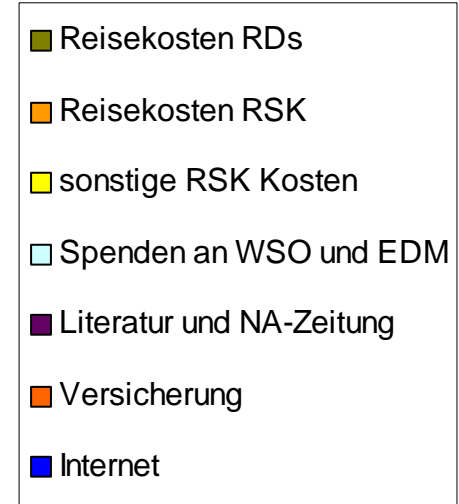 Reisekosten RDs
Reisekosten RSK
sonstige RSK Kosten
Spenden an WSO und EDM
Literatur und NA-Zeitung
Versicherung
Internet